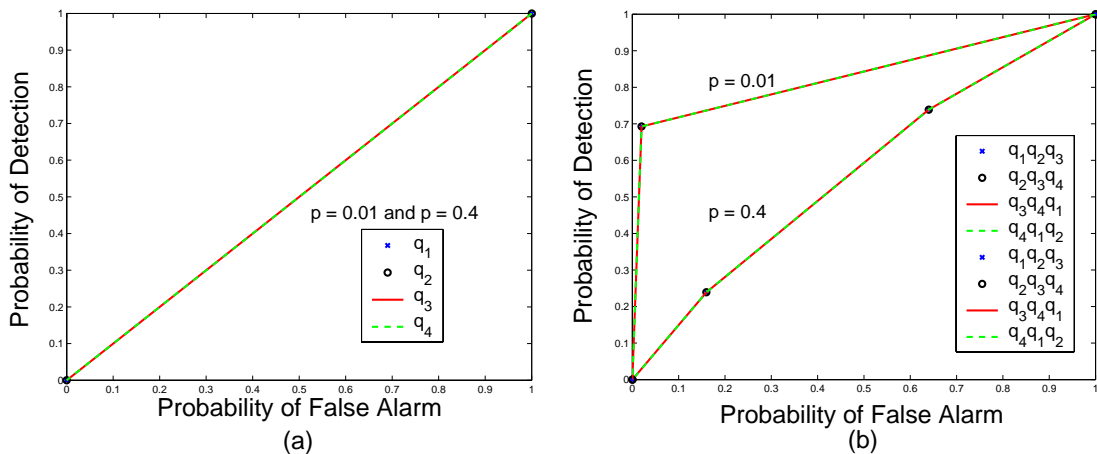 1
0.9
0.8
0.7
0.6
0.5
0.4
0.3
0.2
0.1
0
Probability of Detection
p = 0.01 and p = 0.4
q1
q2
q3
q4
0 0.1 0.2 0.3 0.4 0.5 0.6 0.7 0.8 0.9 1
Probability of False Alarm
(a)
1
0.9
0.8
0.7
0.6
0.5
0.4
0.3
0.2
0.1
0
Probability of Detection
p = 0.01
p = 0.4
q1q2q3
q2q3q4
q3q4q1
q4q1q2
q1q2q3
q2q3q4
q3q4q1
q4q1q2
0 0.1 0.2 0.3 0.4 0.5 0.6 0.7 0.8 0.9 1
Probability of False Alarm
(b)